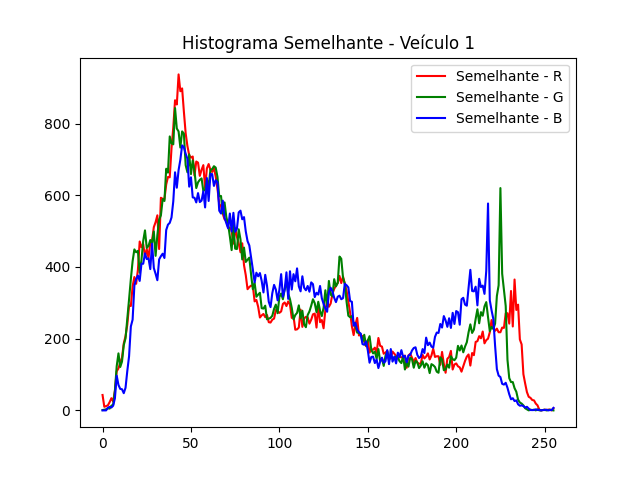 Histograma Semelhante - Veículo 1
Semelhante - R
Semelhante - G
Semelhante - B
800
600
400
200
0
0 50 100 150 200 250